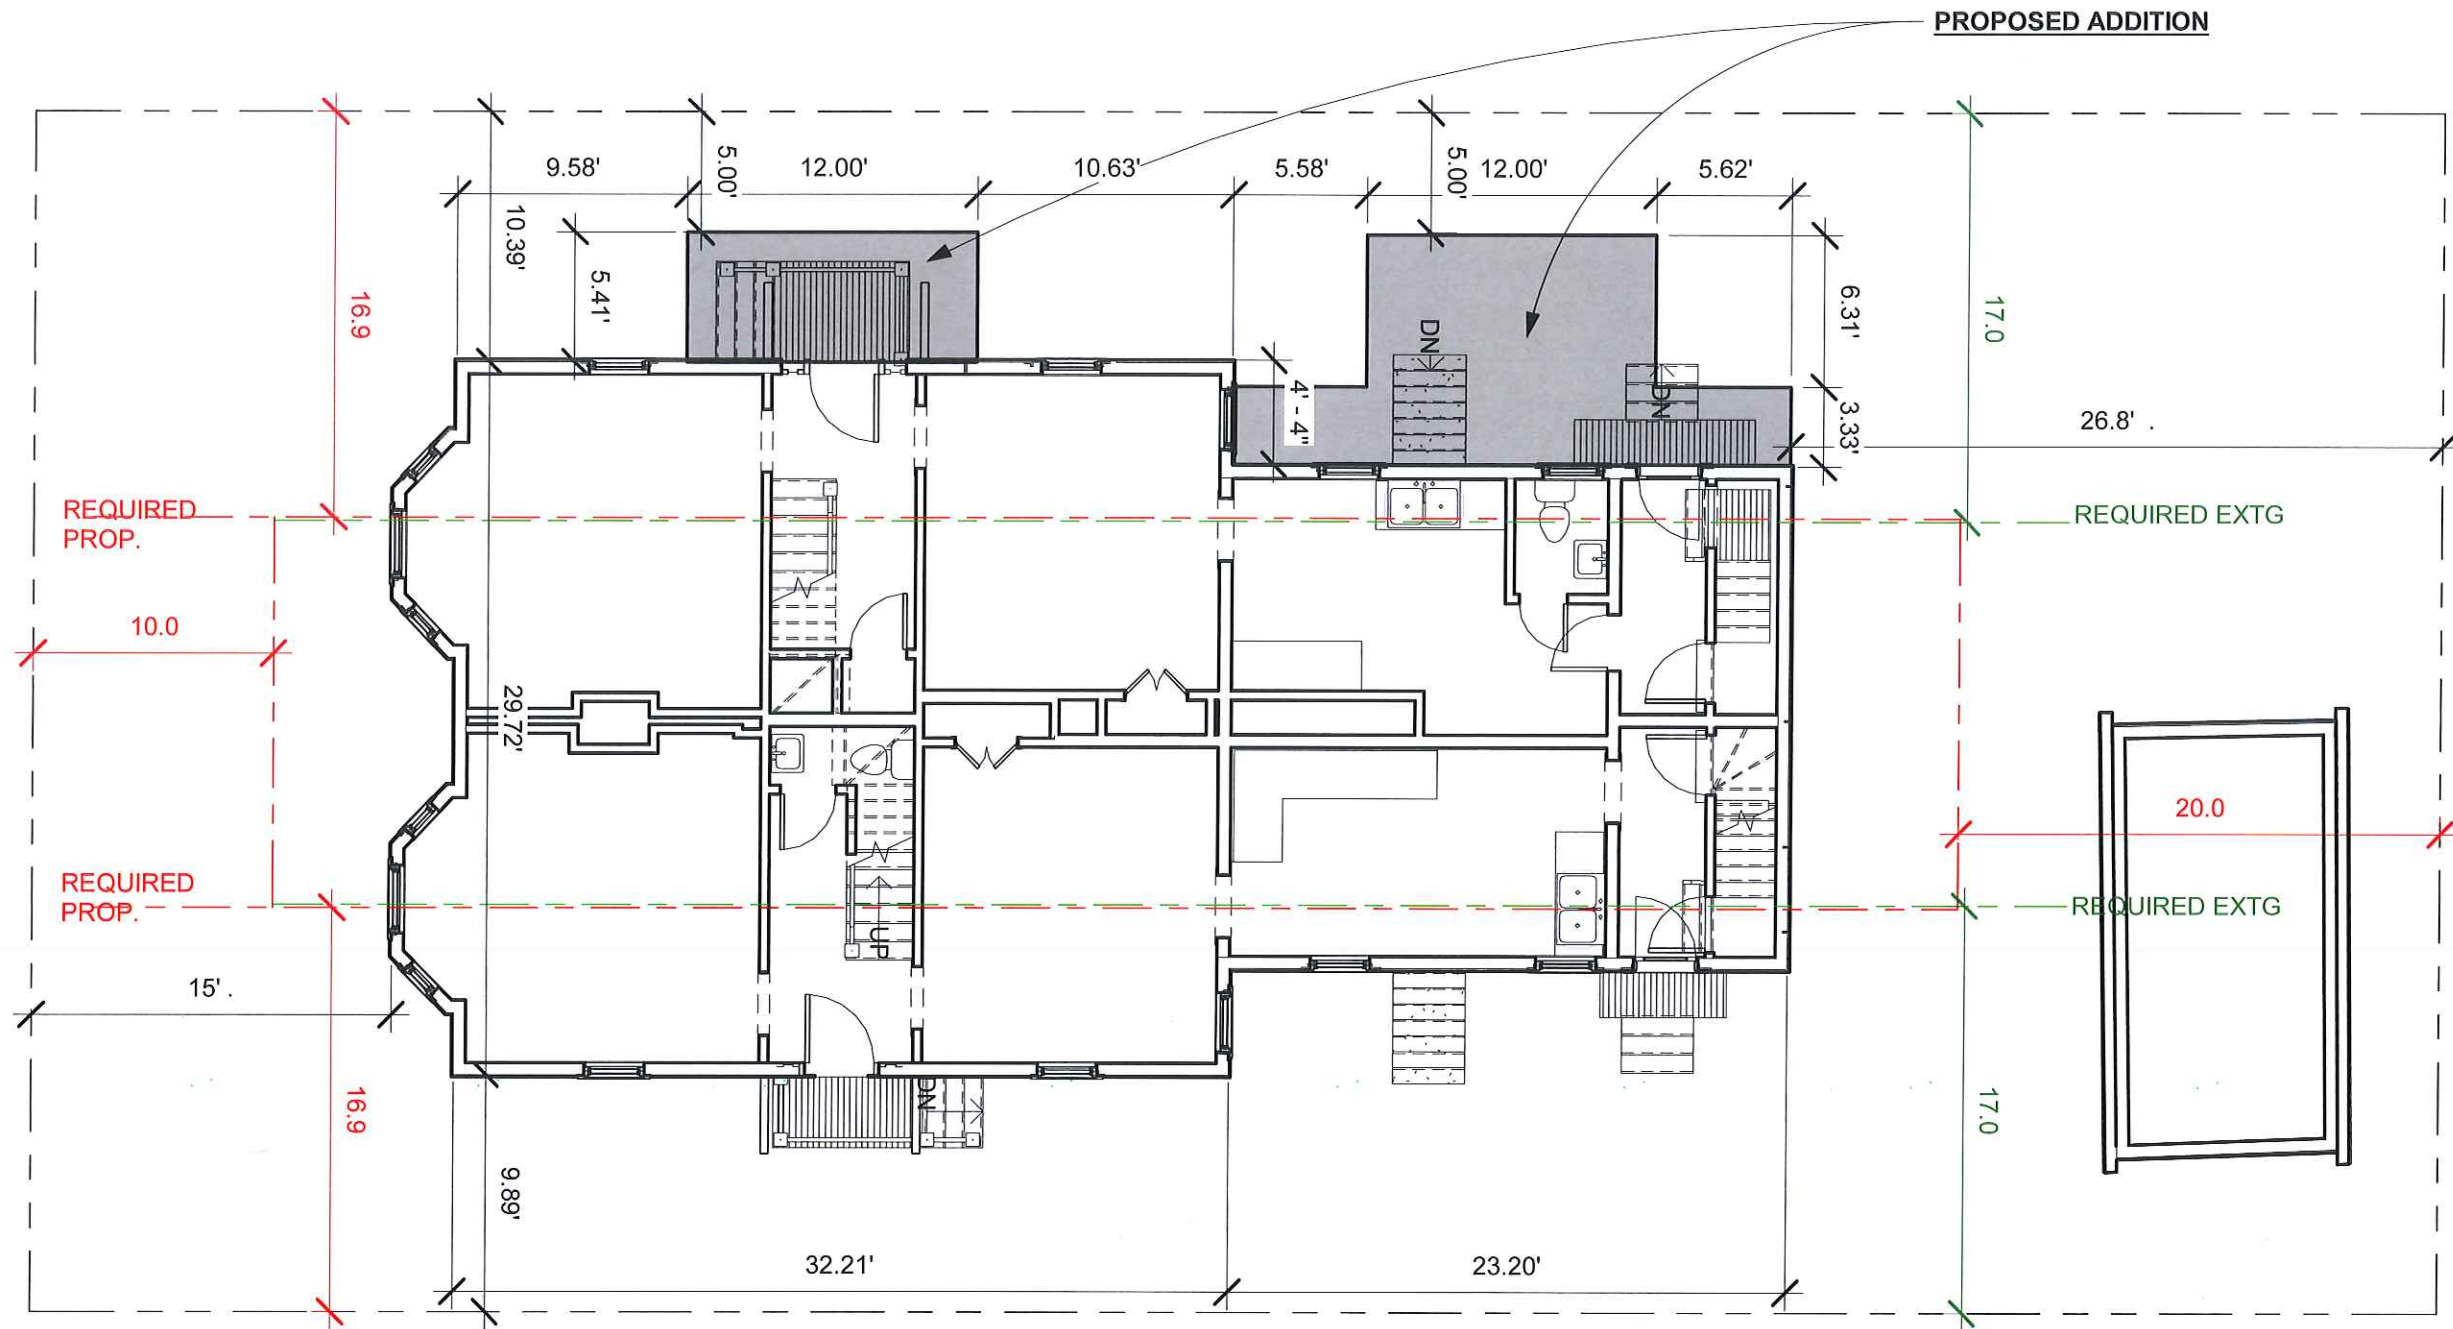 PROPOSED ADDITION
9.58'
5.00'
12.00'
10.63'
5.58'
5.00'
12.00'
5.62'
10.39'
5.41'
16.9
6.31'
17.0
DN
4' - 4"
DN
3.33'
26.8' .
REQUIRED
PROP.
REQUIRED EXTG
10.0
29.72'
20.0
REQUIRED
PROP.
REQUIRED EXTG
UP
15' .
DN
16.9
17.0
9.89'
32.21'
23.20'